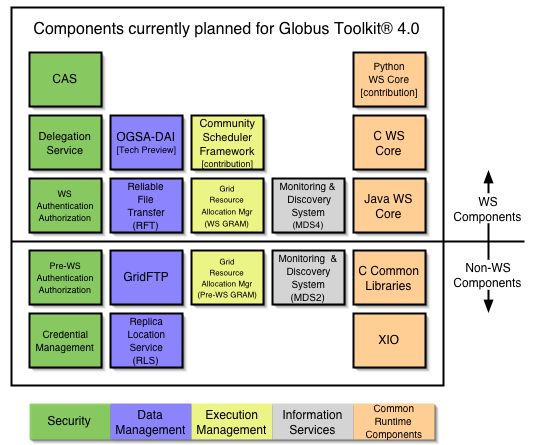 Components currently planned for Globus Toolkit® 4.0
CAS
Python
WS Core
[contribution]
Delegation
Service
OGSA-DAI
[Tech Preview]
Community
Scheduler
Framework
[contribution]
C WS
Core
WS
Authentication
Authorization
Reliable
File
Transfer
(RFT)
Grid
Resource
Allocation Mgr
(WS GRAM)
Monitoring &
Discovery
System
(MDS4)
Java WS
Core
WS
Components
Pre-WS
Authentication
Authorization
GridFTP
Grid
Resource
Allocation Mgr
(Pre-WS GRAM)
Monitoring &
Discovery
System
(MDS2)
C Common
Libraries
Non-WS
Components
Credential
Management
Replica
Location
Service
(RLS)
XIO
Security
Data
Management
Execution
Management
Information
Services
Common
Runtime
Components